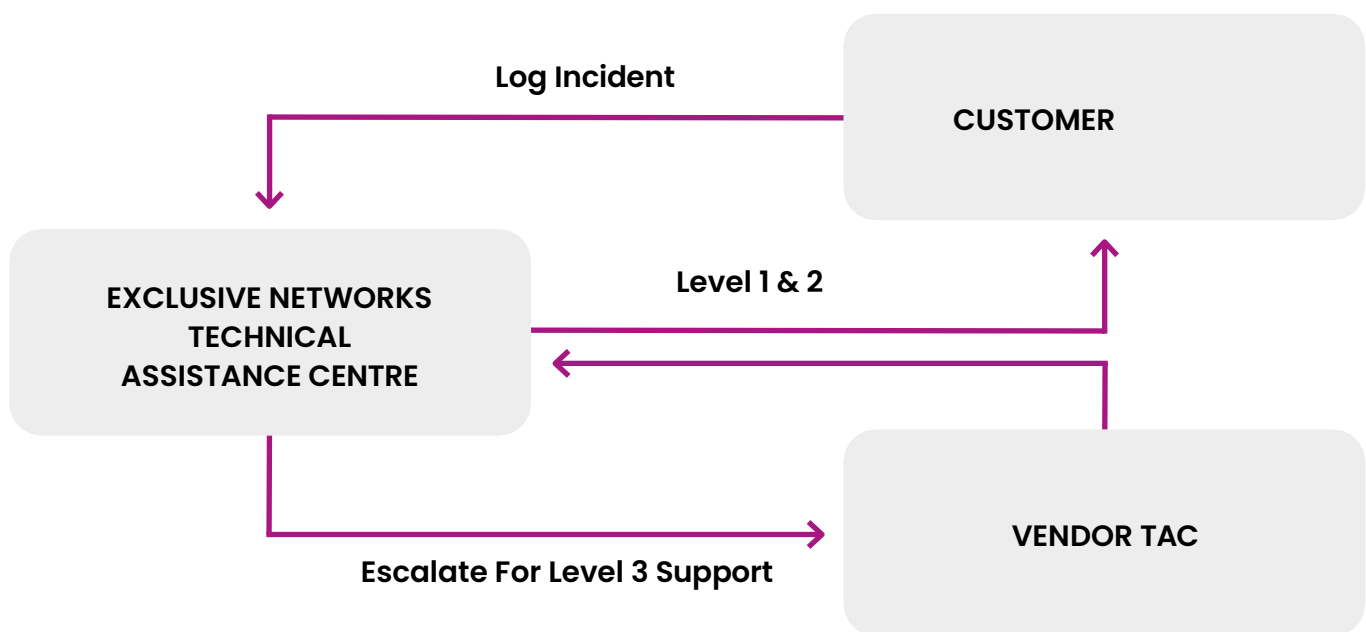 Log Incident
CUSTOMER
EXCLUSIVE NETWORKS
TECHNICAL
ASSISTANCE CENTRE
Level 1 & 2
VENDOR TAC
Escalate For Level 3 Support